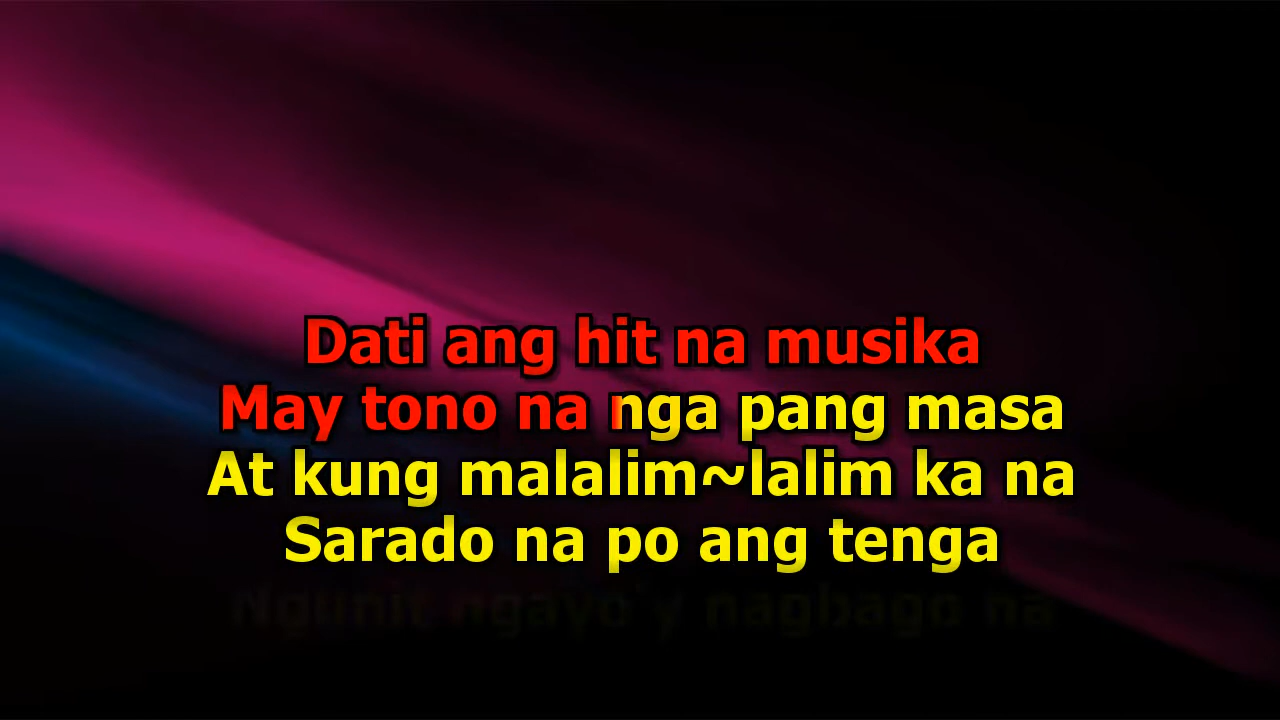 Dati ang hit na musika
May tono na nga pang masa
At kung malalim~lalim ka na
Sarado na po ang tenga
ngayo'y nagbago na